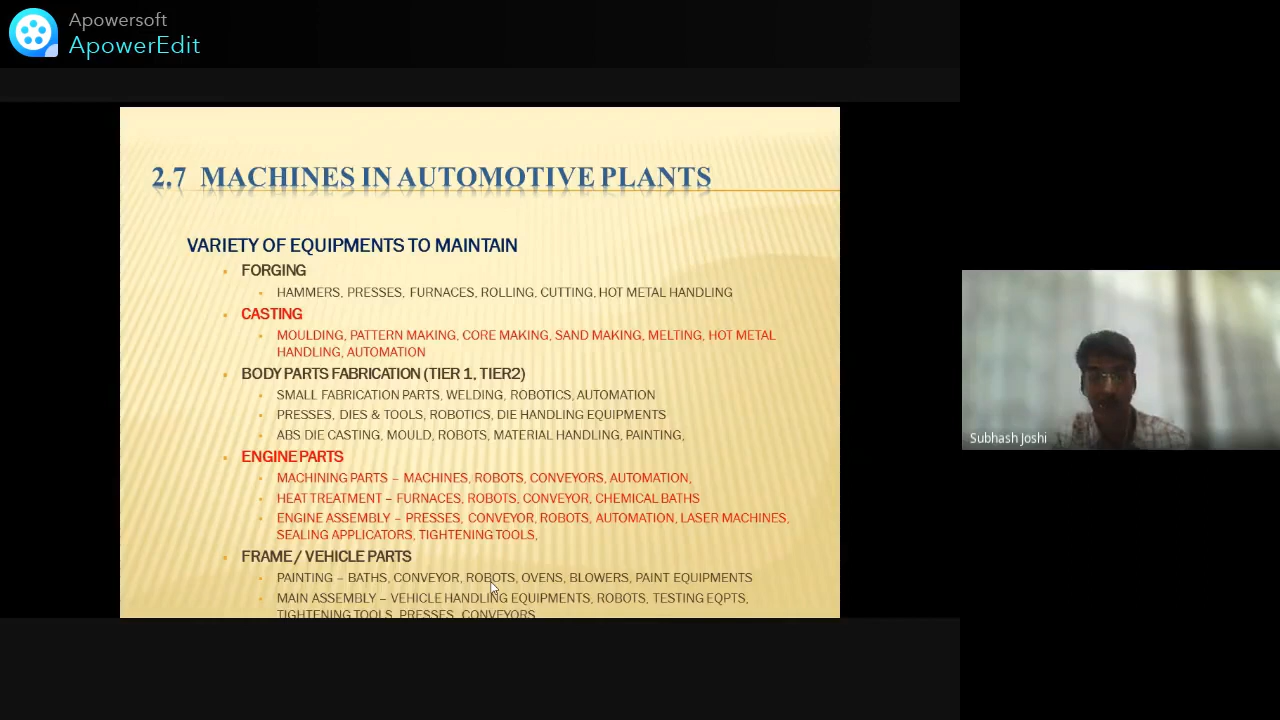 Apowersoft
ApowerEdit
2.7 MACHINES IN AUTOMOTIVE PLANTS
VARIETY OF EQUIPMENTS TO MAINTAIN
FORGING
HAMMERS, PRESSES, FURNACES, ROLLING, CUTTING, HOT METAL HANDLING
CASTING
MOULDING, PATTERN MAKING, CORE MAKING, SAND MAKING, MELTING, HOT METAL
HANDLING, AUTOMATION
BODY PARTS FABRICATION (TIER 1, TIER2)
SMALL FABRICATION PARTS, WELDING, ROBOTICS, AUTOMATION
PRESSES, DIES & TOOLS, ROBOTICS, DIE HANDLING EQUIPMENTS
ABS DIE CASTING, MOULD, ROBOTS, MATERIAL HANDLING, PAINTING,
ENGINE PARTS
MACHINING PARTS – MACHINES, ROBOTS, CONVEYORS, AUTOMATION,
HEAT TREATMENT – FURNACES, ROBOTS, CONVEYOR, CHEMICAL BATHS
ENGINE ASSEMBLY – PRESSES, CONVEYOR, ROBOTS, AUTOMATION, LASER MACHINES,
SEALING APPLICATORS, TIGHTENING TOOLS,
FRAME / VEHICLE PARTS
PAINTING – BATHS, CONVEYOR, ROBOTS, OVENS, BLOWERS, PAINT EQUIPMENTS
MAIN ASSEMBLY – VEHICLE HANDLING EQUIPMENTS, ROBOTS, TESTING EQPTS,
TIGHTENING TOOLS, PRESSES, CONVEYORS
Subhash Joshi